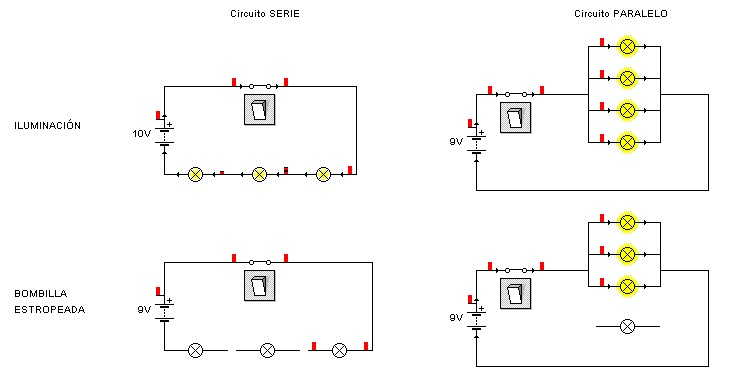 Circuito SERIE
Circuito PARALELO
ILUMINACIÓN
10V
+
9V
+
BOMBILLA
ESTROPEADA
9V
+
9V
+